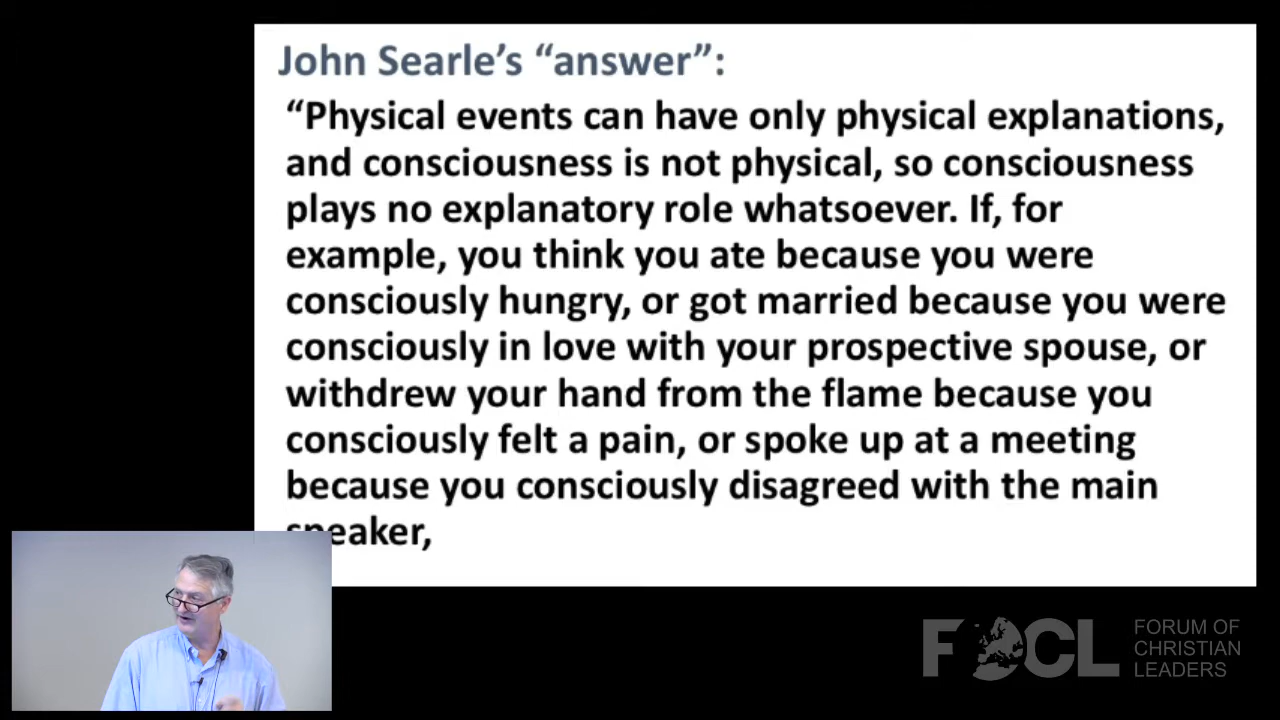 John Searle’s “answer”:
“Physical events can have only physical explanations,
and consciousness is not physical, so consciousness
plays no explanatory role whatsoever. If, for
example, you think you ate because you were
consciously hungry, or got married because you were
consciously in love with your prospective spouse, or
withdrew your hand from the flame because you
consciously felt a pain, or spoke up at a meeting
because you consciously disagreed with the main
speaker,
FOCL
FORUM OF
CHRISTIAN
LEADERS